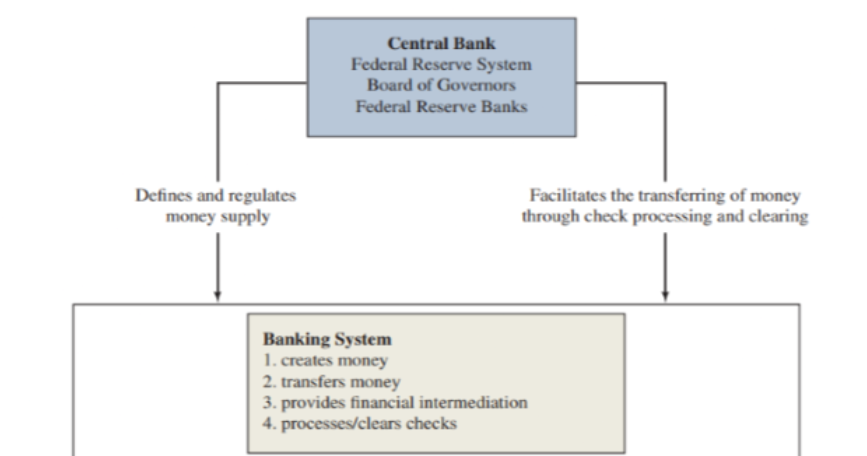 Central Bank
Federal Reserve System
Board of Governors
Federal Reserve Banks
Defines and regulates
money supply
Facilitates the transferring of money
through check processing and clearing
Banking System
1. creates money
2. transfers money
3. provides financial intermediation
4. processes/clears checks